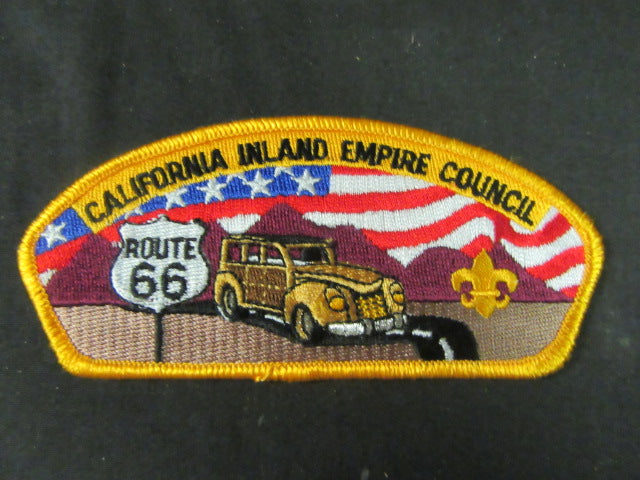 CALIFORNIA INLAND EMPIRE COUNCIL
ROUTE
66